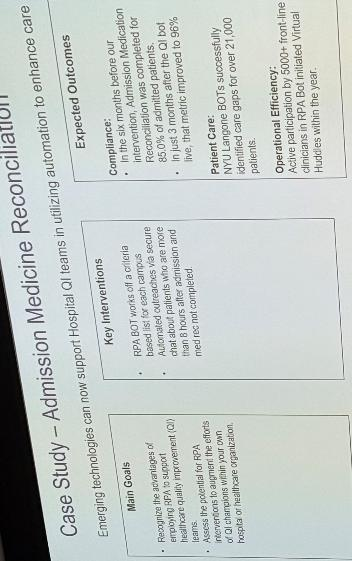 Case Study – Admission Medicine Reconciliation
Emerging technologies can now support Hospital QI teams in utilizing automation to enhance care
Main Goals
• Recognize the advantages of
employing RPA to support
healthcare quality improvement (QI)
teams.
• Assess the potential for RPA
interventions to augment the efforts
of QI champions within your own
hospital or healthcare organization.
Key Interventions
• RPA BOT works off a criteria
based list for each campus
• Automated outreaches via secure
chat about patients who are more
than 8 hours after admission and
med rec not completed.
Expected Outcomes
Compliance:
• In the six months before our
intervention, Admission Medication
Reconciliation was completed for
85.0% of admitted patients.
• In just 3 months after the QI bot
live, that metric improved to 96%
Patient Care:
NYU Langone BOTs successfully
identified care gaps for over 21,000
patients.
Operational Efficiency:
Active participation by 5000+ front-line
clinicians in RPA Bot initiated Virtual
Huddles within the year.